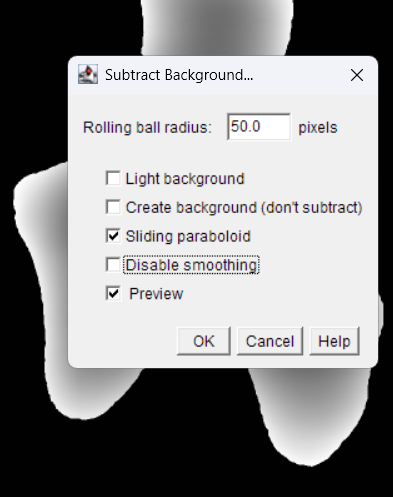 Subtract Background...
Rolling ball radius: 50.0 pixels
Light background
Create background (don't subtract)
Sliding paraboloid
Disable smoothing
Preview
OK Cancel Help